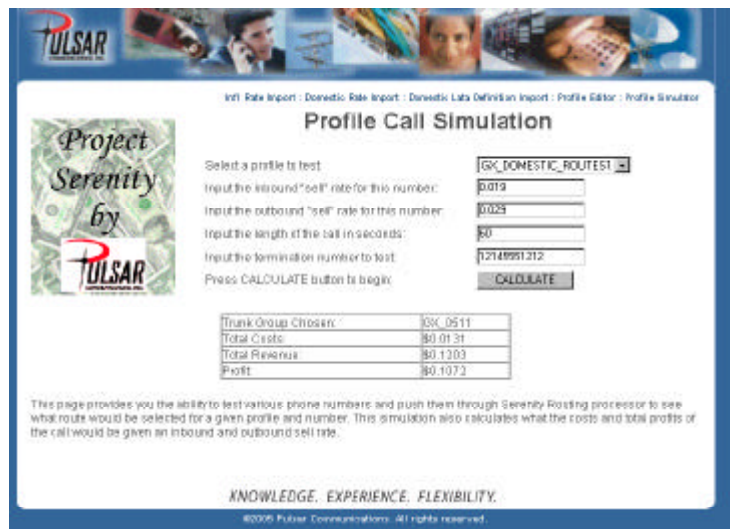 PULSAR
Int'l Rate Import : Domestic Rate Import : Domestic Lata Definition Import : Profile Editor : Profile Simulator
Project
Serenity
by
PULSAR
Profile Call Simulation
Select a profile to test:
GX_DOMESTIC_ROUTES1
Input the inbound "sell" rate for this number:
0.019
Input the outbound "sell" rate for this number:
0.029
Input the length of the call in seconds:
60
Input the termination number to test:
Press CALCULATE button to begin:
CALCULATE
Trunk Group Chosen: GX_0511
Total Costs: $0.0131
Total Revenue: $0.1203
Profit: $0.1072
This page provides you the ability to test various phone numbers and push them through Serenity Routing processor to see
what route would be selected for a given profile and number. This simulation also calculates what the costs and total profits of
the call would be given an inbound and outbound sell rate.
KNOWLEDGE. EXPERIENCE. FLEXIBILITY.
©2005 Pulsar Communications. All rights reserved.